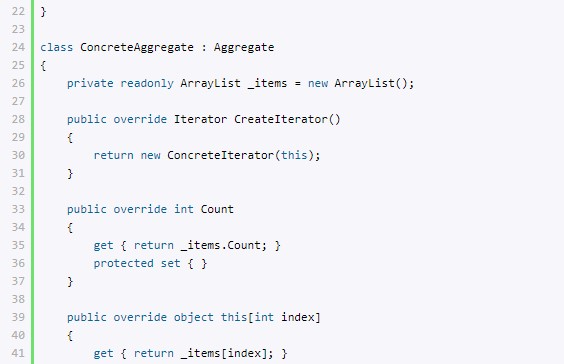 22 }
23
24 class ConcreteAggregate : Aggregate
25 {
26     private readonly ArrayList _items = new ArrayList();
27
28     public override Iterator CreateIterator()
29     {
30         return new ConcreteIterator(this);
31     }
32
33     public override int Count
34     {
35         get { return _items.Count; }
36         protected set { }
37     }
38
39     public override object this[int index]
40     {
41         get { return _items[index]; }